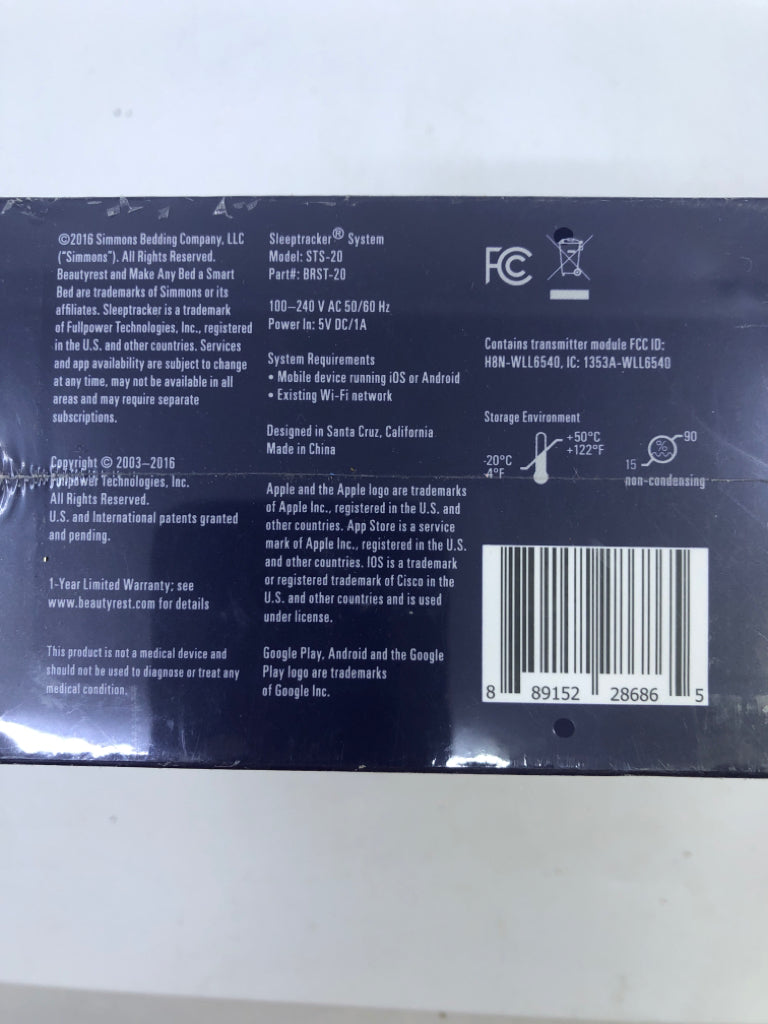 ©2016 Simmons Bedding Company, LLC
("Simmons"). All Rights Reserved.
Beautyrest and Make Any Bed a Smart
Bed are trademarks of Simmons or its
affiliates. Sleeptracker is a trademark
of Fullpower Technologies, Inc., registered
in the U.S. and other countries. Services
and app availability are subject to change
at any time, may not be available in all
areas and may require separate
subscriptions.
Copyright © 2003–2016
Fullpower Technologies, Inc.
All Rights Reserved.
U.S. and International patents granted
and pending.
1-Year Limited Warranty; see
www.beautyrest.com for details
This product is not a medical device and
should not be used to diagnose or treat any
medical condition.
Sleeptracker® System
Model: STS-20
Part#: BRST-20
100–240 V AC 50/60 Hz
Power In: 5V DC/1A
System Requirements
• Mobile device running iOS or Android
• Existing Wi-Fi network
Designed in Santa Cruz, California
Made in China
Apple and the Apple logo are trademarks
of Apple Inc., registered in the U.S. and
other countries. App Store is a service
mark of Apple Inc., registered in the U.S.
and other countries. IOS is a trademark
or registered trademark of Cisco in the
U.S. and other countries and is used
under license.
Google Play, Android and the Google
Play logo are trademarks
of Google Inc.
FC
Contains transmitter module FCC ID:
H8N-WLL6540, IC: 1353A-WLL6540
Storage Environment
+50°C
+122°F
-20°C
-4°F
90
%
15
non-condensing
8 89152 28686 5